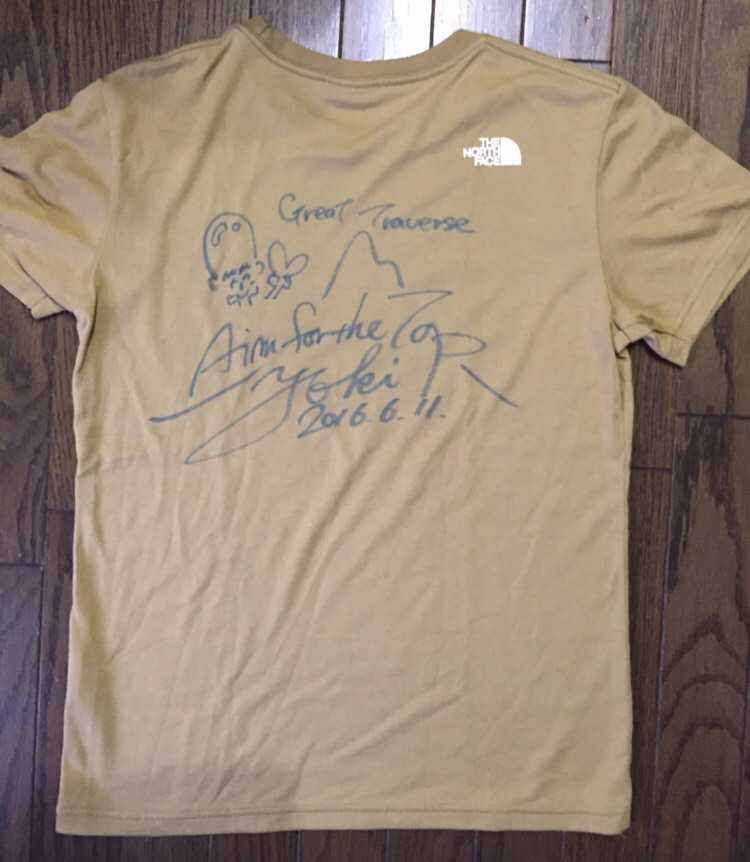 THE
NORTH
FACE
Great Traverse
Aim for the Top
Yoki
2016.6.11.